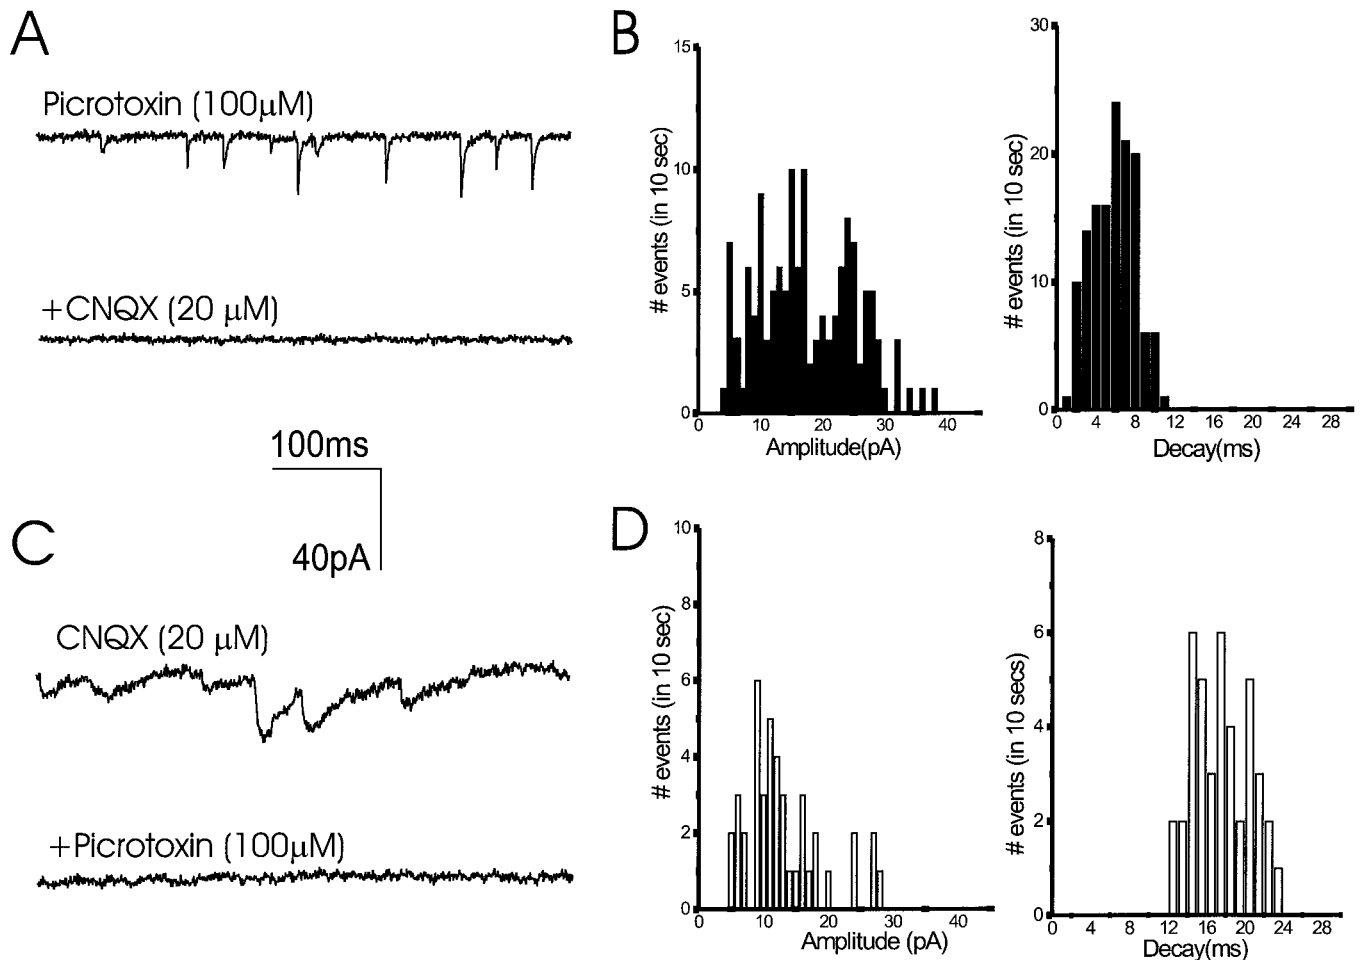 A
Picrotoxin (100μM)
+CNQX (20 μM)
100ms
40pA
B
# events (in 10 sec)
15
10
5
0
0 10 20 30 40
Amplitude(pA)
# events (in 10 sec)
30
20
10
0
0 4 8 12 16 20 24 28
Decay(ms)
C
CNQX (20 μM)
+Picrotoxin (100μM)
D
# events (in 10 sec)
10
8
6
4
2
0
0 10 20 30 40
Amplitude (pA)
# events (in 10 secs)
8
6
4
2
0
0 4 8 12 16 20 24 28
Decay(ms)